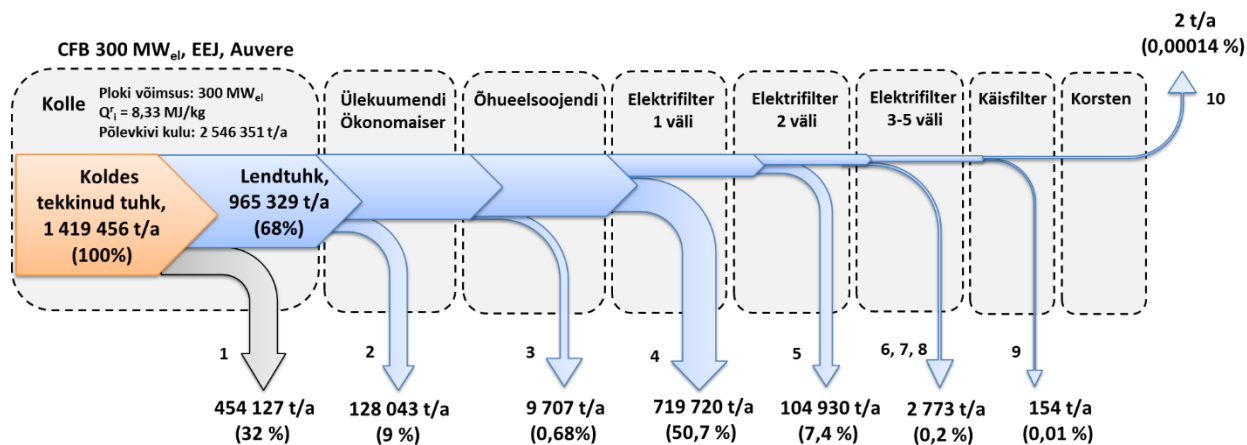 2 t/a
(0,00014 %)
10
CFB 300 MWel, EEJ, Auvere
Kolle
Ploki võimsus: 300 MWel
Qri = 8,33 MJ/kg
Põlevkivi kulu: 2 546 351 t/a
Ülekuumendi
Ökonomaiser
Õhueelsoojendi
Elektrifilter
1 väli
Elektrifilter
2 väli
Elektrifilter
3-5 väli
Käisfilter
Korsten
Koldes
tekkinud tuhk,
1 419 456 t/a
(100%)
Lendtuhk,
965 329 t/a
(68%)
1
2
3
4
5
6, 7, 8
9
454 127 t/a
(32 %)
128 043 t/a
(9 %)
9 707 t/a
(0,68%)
719 720 t/a
(50,7 %)
104 930 t/a
(7,4 %)
2 773 t/a
(0,2 %)
154 t/a
(0,01 %)